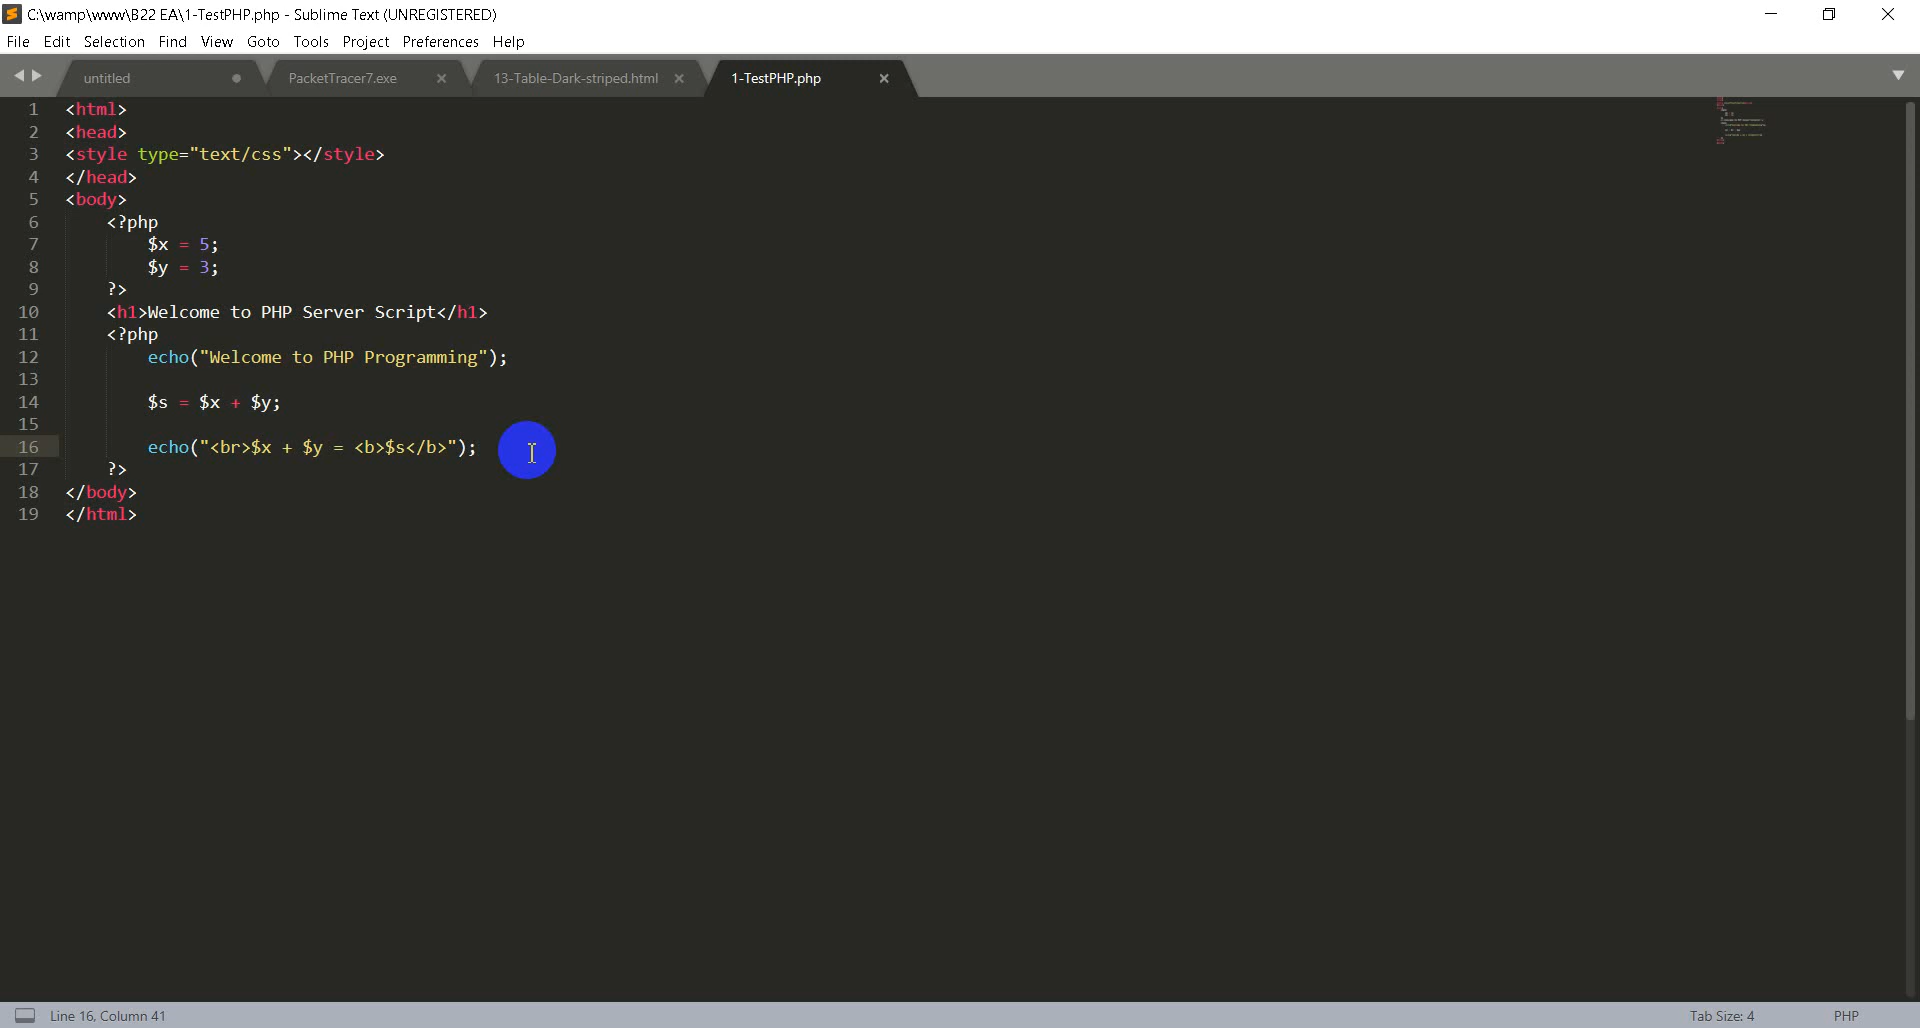 C:\wamp\www\B22 EA\1-TestPHP.php - Sublime Text (UNREGISTERED)
File Edit Selection Find View Goto Tools Project Preferences Help
untitled PacketTracer7.exe 13-Table-Dark-striped.html 1-TestPHP.php
1 <html>
2 <head>
3 <style type="text/css"></style>
4 </head>
5 <body>
6     <?php
7         $x = 5;
8         $y = 3;
9     ?>
10     <h1>Welcome to PHP Server Script</h1>
11     <?php
12         echo("Welcome to PHP Programming");
13
14         $s = $x + $y;
15
16         echo("<br>$x + $y = <b>$s</b>");
17     ?>
18 </body>
19 </html>
Line 16, Column 41 Tab Size: 4 PHP